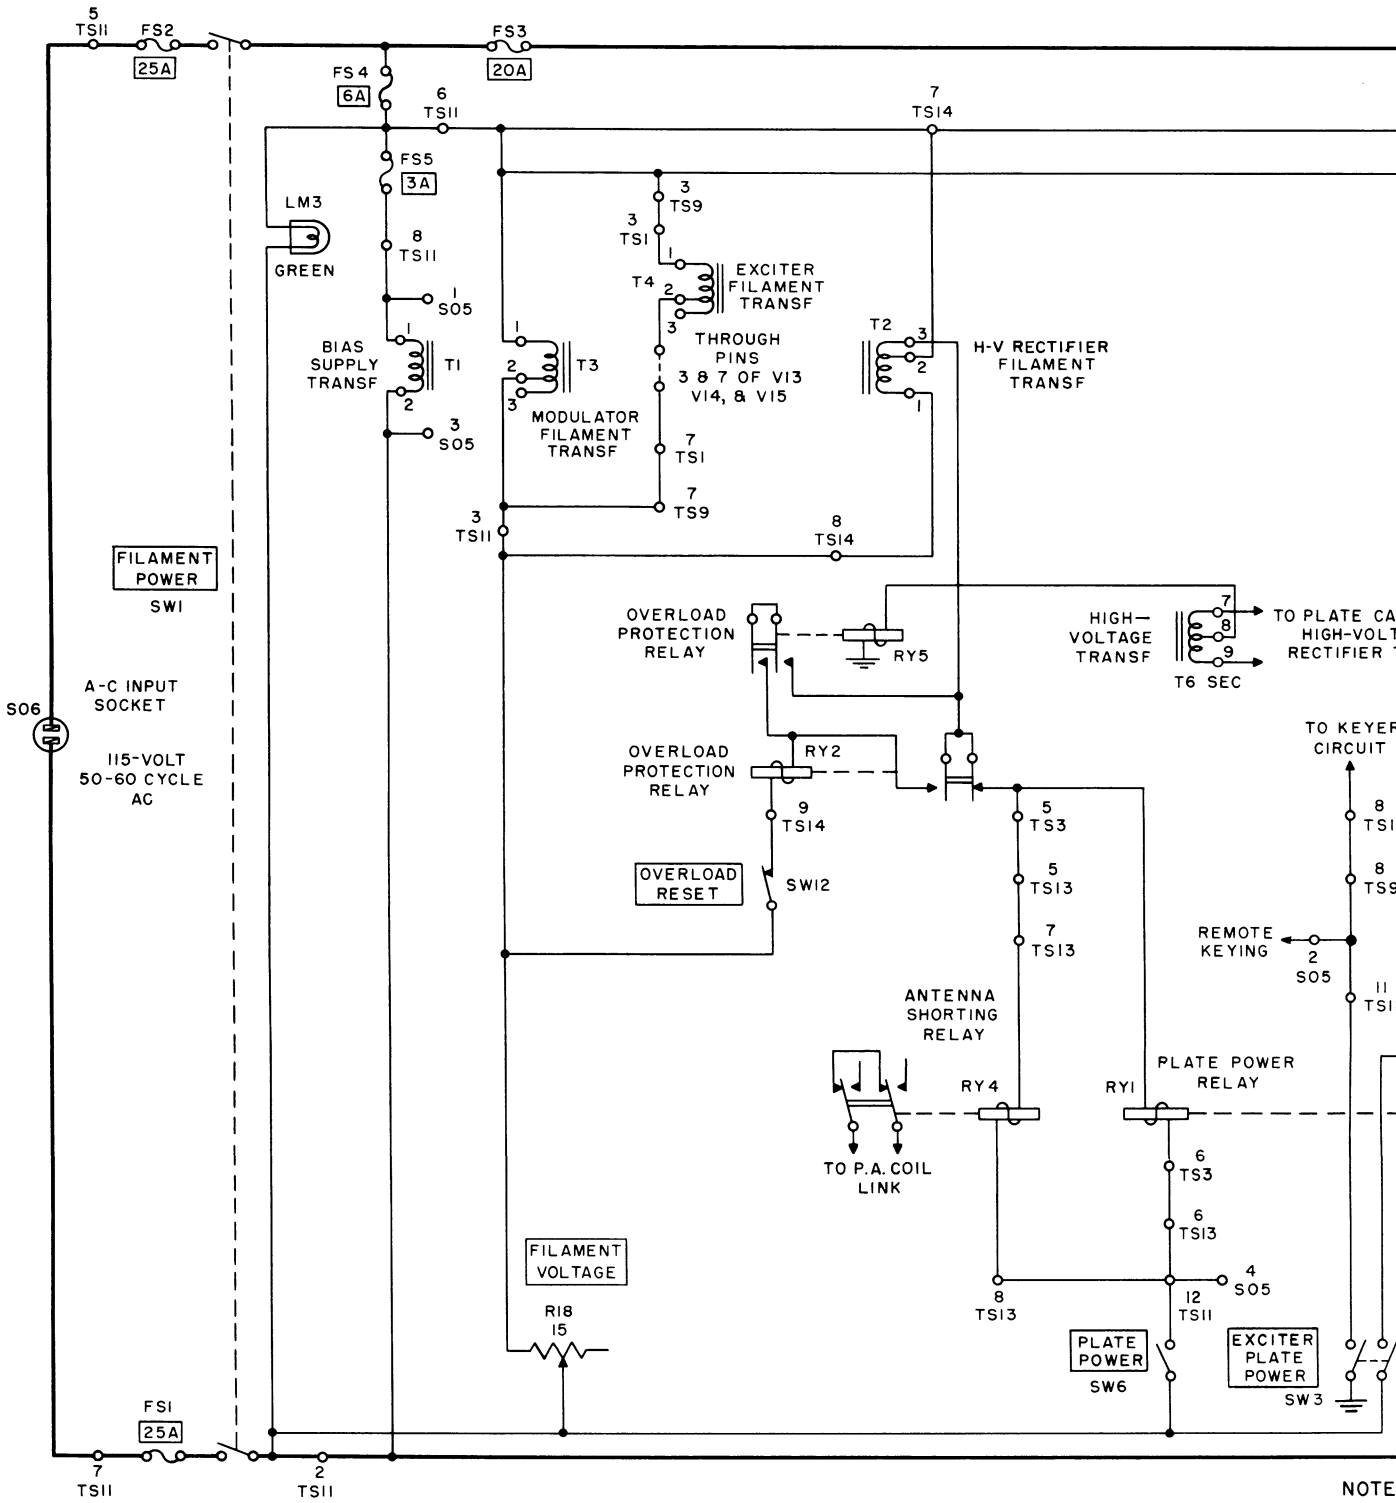 5
TS11
FS2
25A
FS3
20A
FS4
6A
6
TS11
7
TS14
FS5
3A
LM3
GREEN
8
TS11
3
TS9
3
TS1
1
T4
2
3
EXCITER
FILAMENT
TRANSF
1
SO5
BIAS
SUPPLY
TRANSF
1
T1
2
3
SO5
1
2
3
T3
MODULATOR
FILAMENT
TRANSF
THROUGH
PINS
3 & 7 OF V13
V14, & V15
T2
3
2
1
H-V RECTIFIER
FILAMENT
TRANSF
7
TS1
7
TS9
3
TS11
8
TS14
FILAMENT
POWER
SW1
OVERLOAD
PROTECTION
RELAY
RY5
HIGH-
VOLTAGE
TRANSF
7
8
9
T6 SEC
TO PLATE CA
HIGH-VOLT
RECTIFIER
SO6
A-C INPUT
SOCKET
115-VOLT
50-60 CYCLE
AC
OVERLOAD
PROTECTION
RELAY
RY2
TO KEYER
CIRCUIT
9
TS14
5
TS3
8
TS1
OVERLOAD
RESET
SW12
5
TS13
8
TS9
7
TS13
REMOTE
KEYING
2
SO5
11
TS1
ANTENNA
SHORTING
RELAY
RY4
RY1
PLATE POWER
RELAY
TO P.A. COIL
LINK
6
TS3
6
TS13
FILAMENT
VOLTAGE
R18
15
8
TS13
12
TS11
4
SO5
PLATE
POWER
SW6
EXCITER
PLATE
POWER
SW3
FS1
25A
7
TS11
2
TS11
NOTE